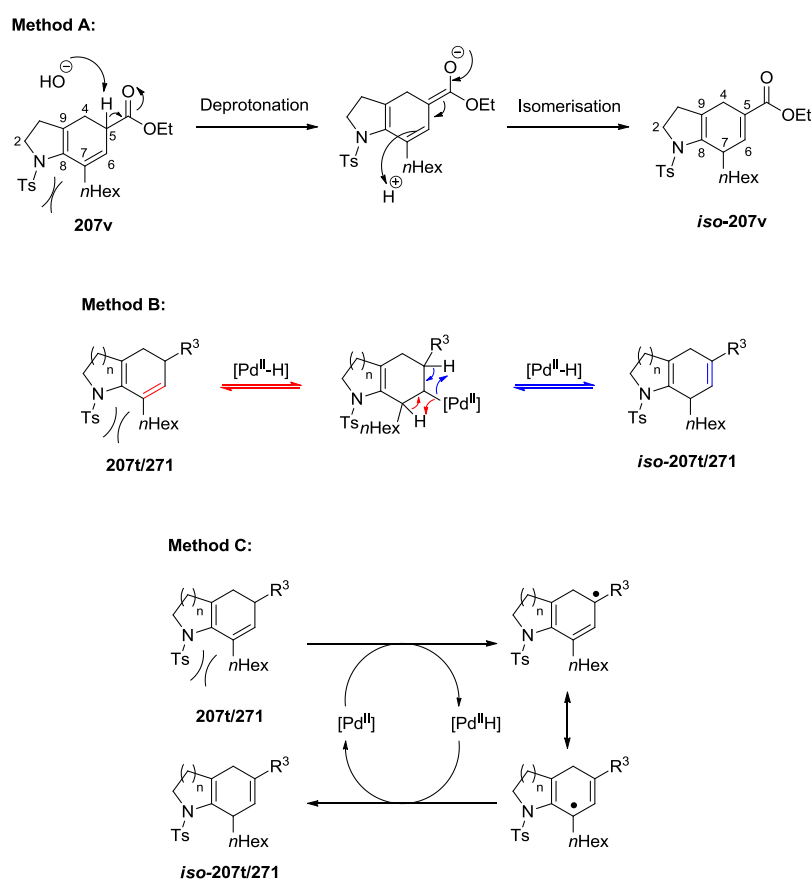 Method A:
HO⊖
H
O
4
5
OEt
9
2
N
8
7
6
Ts
nHex
207v
Deprotonation
O⊖
OEt
N
Ts
nHex
H⊕
Isomerisation
O
4
5
OEt
9
2
N
8
7
6
Ts
nHex
iso-207v
Method B:
R³
( )n
N
Ts
nHex
207t/271
[Pdᴵᴵ-H]
R³
( )n
H
N
[Pdᴵᴵ]
Ts
nHex
H
[Pdᴵᴵ-H]
R³
( )n
N
Ts
nHex
iso-207t/271
Method C:
R³
( )n
N
Ts
nHex
207t/271
R³
( )n
N
Ts
nHex
[Pdᴵᴵ]
[PdᴵᴵH]
R³
( )n
N
Ts
nHex
iso-207t/271
R³
( )n
N
Ts
nHex